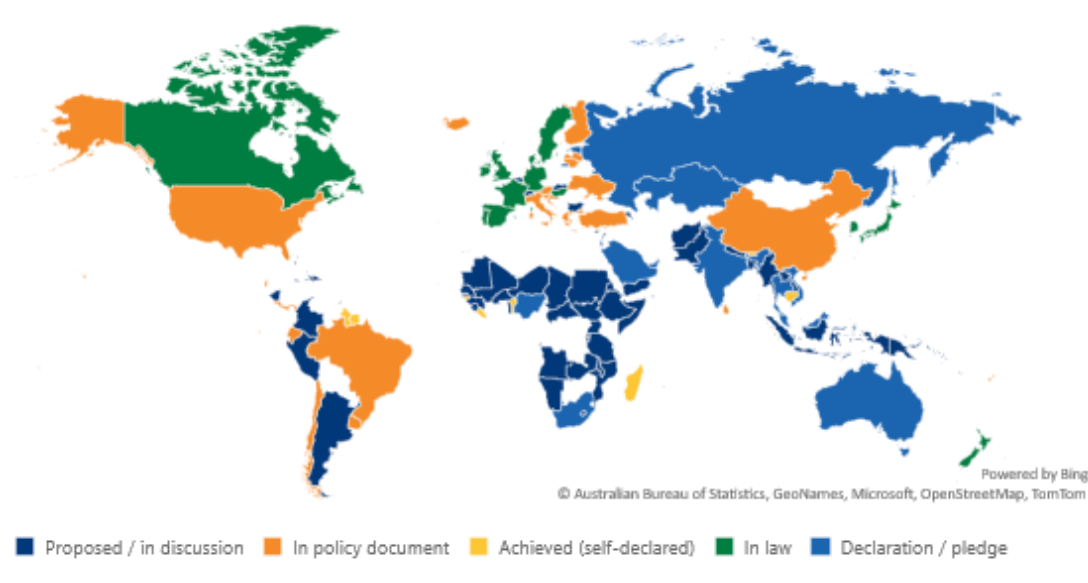 Powered by Bing
© Australian Bureau of Statistics, GeoNames, Microsoft, OpenStreetMap, TomTom
Proposed / in discussion In policy document Achieved (self-declared) In law Declaration / pledge